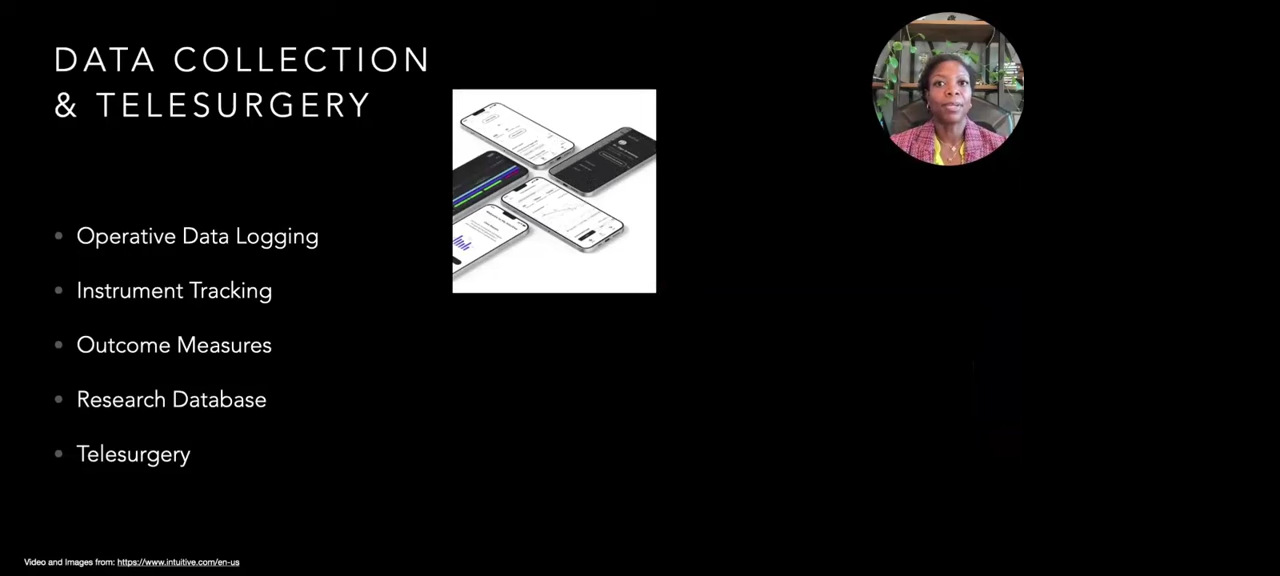 DATA COLLECTION
& TELESURGERY
Operative Data Logging
Instrument Tracking
Outcome Measures
Research Database
Telesurgery
Video and Images from: https://www.intuitive.com/en-us